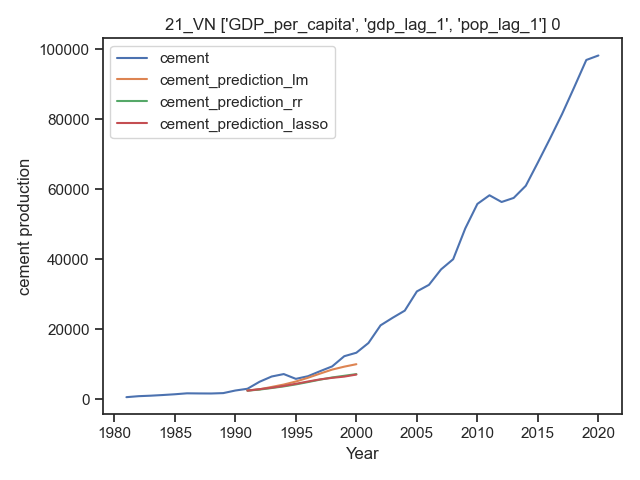 21_VN ['GDP_per_capita', 'gdp_lag_1', 'pop_lag_1'] 0
100000
80000
60000
40000
20000
0
cement production
cement
cement_prediction_lm
cement_prediction_rr
cement_prediction_lasso
1980 1985 1990 1995 2000 2005 2010 2015 2020
Year